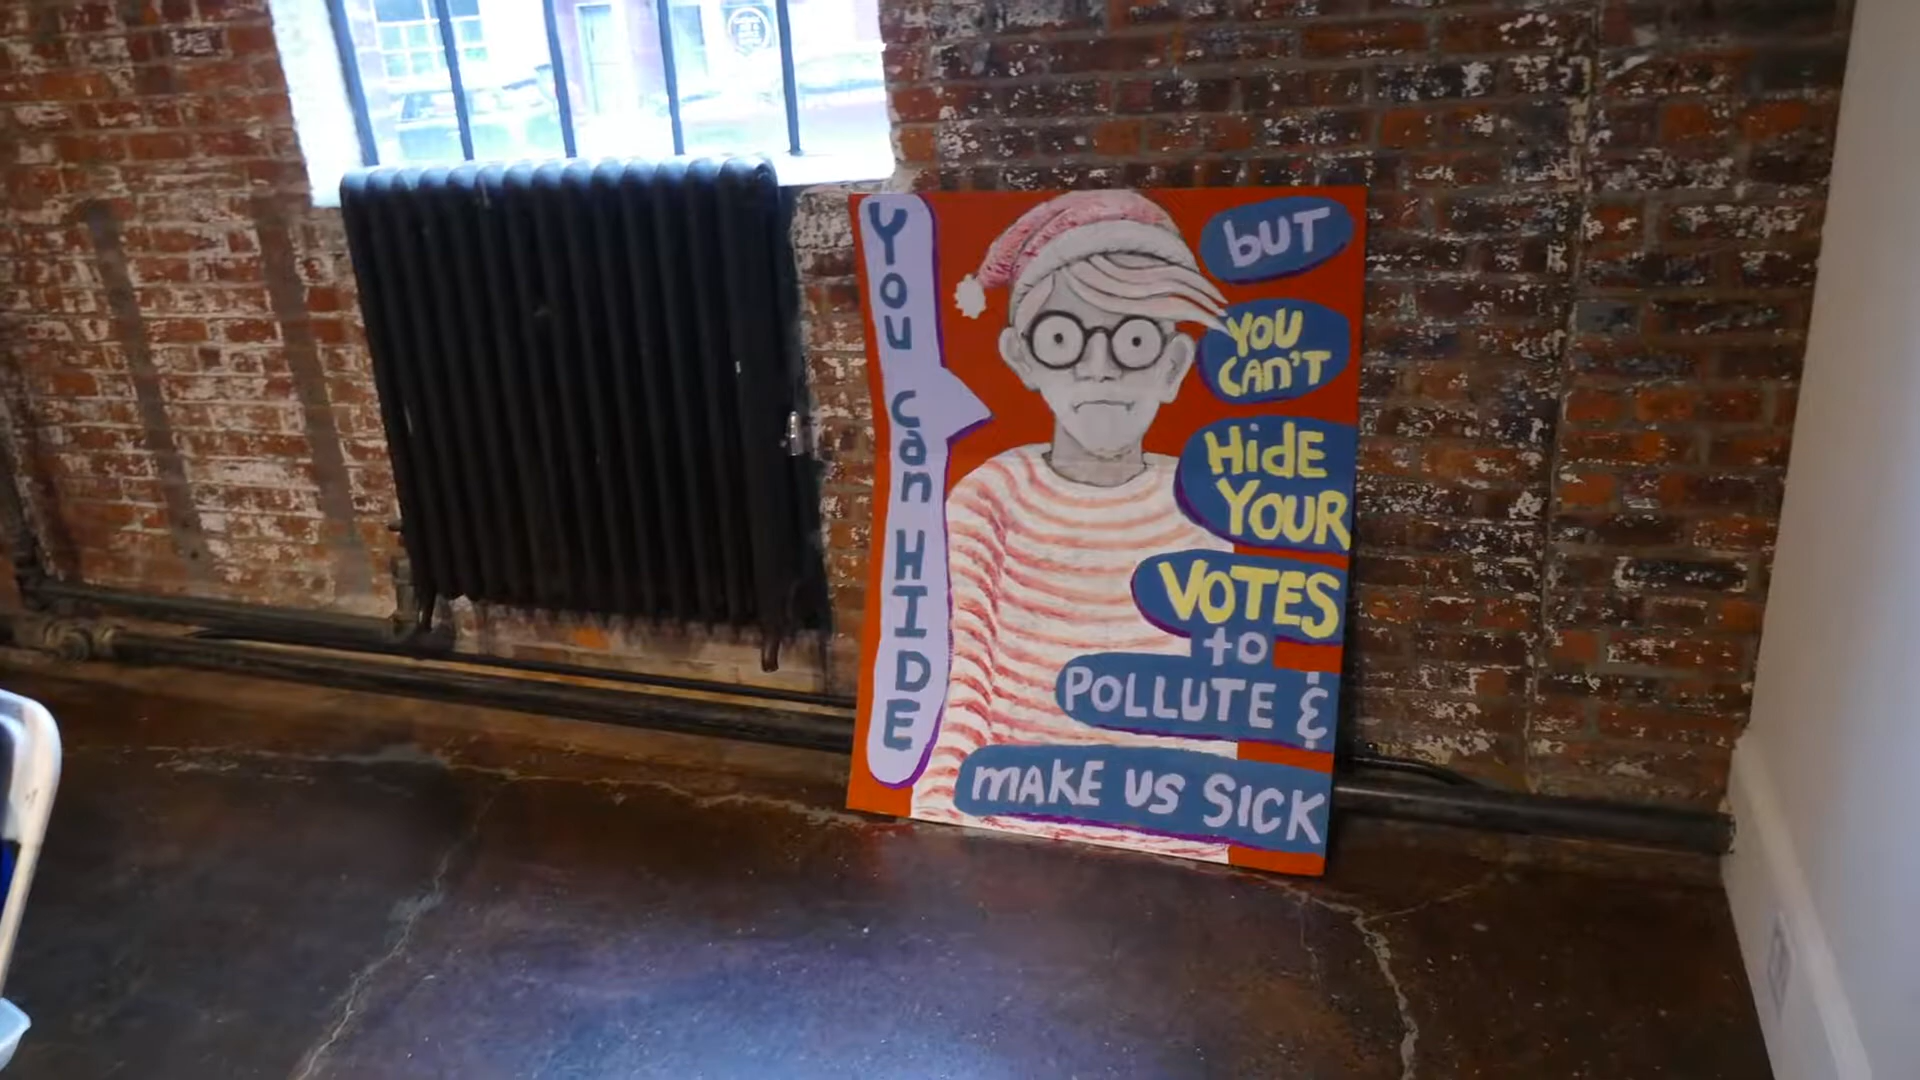 You can HIDE
but
YOU
CAn'T
HidE
YOUR
VOTES
to
POLLUTE &
mAKE US SICK